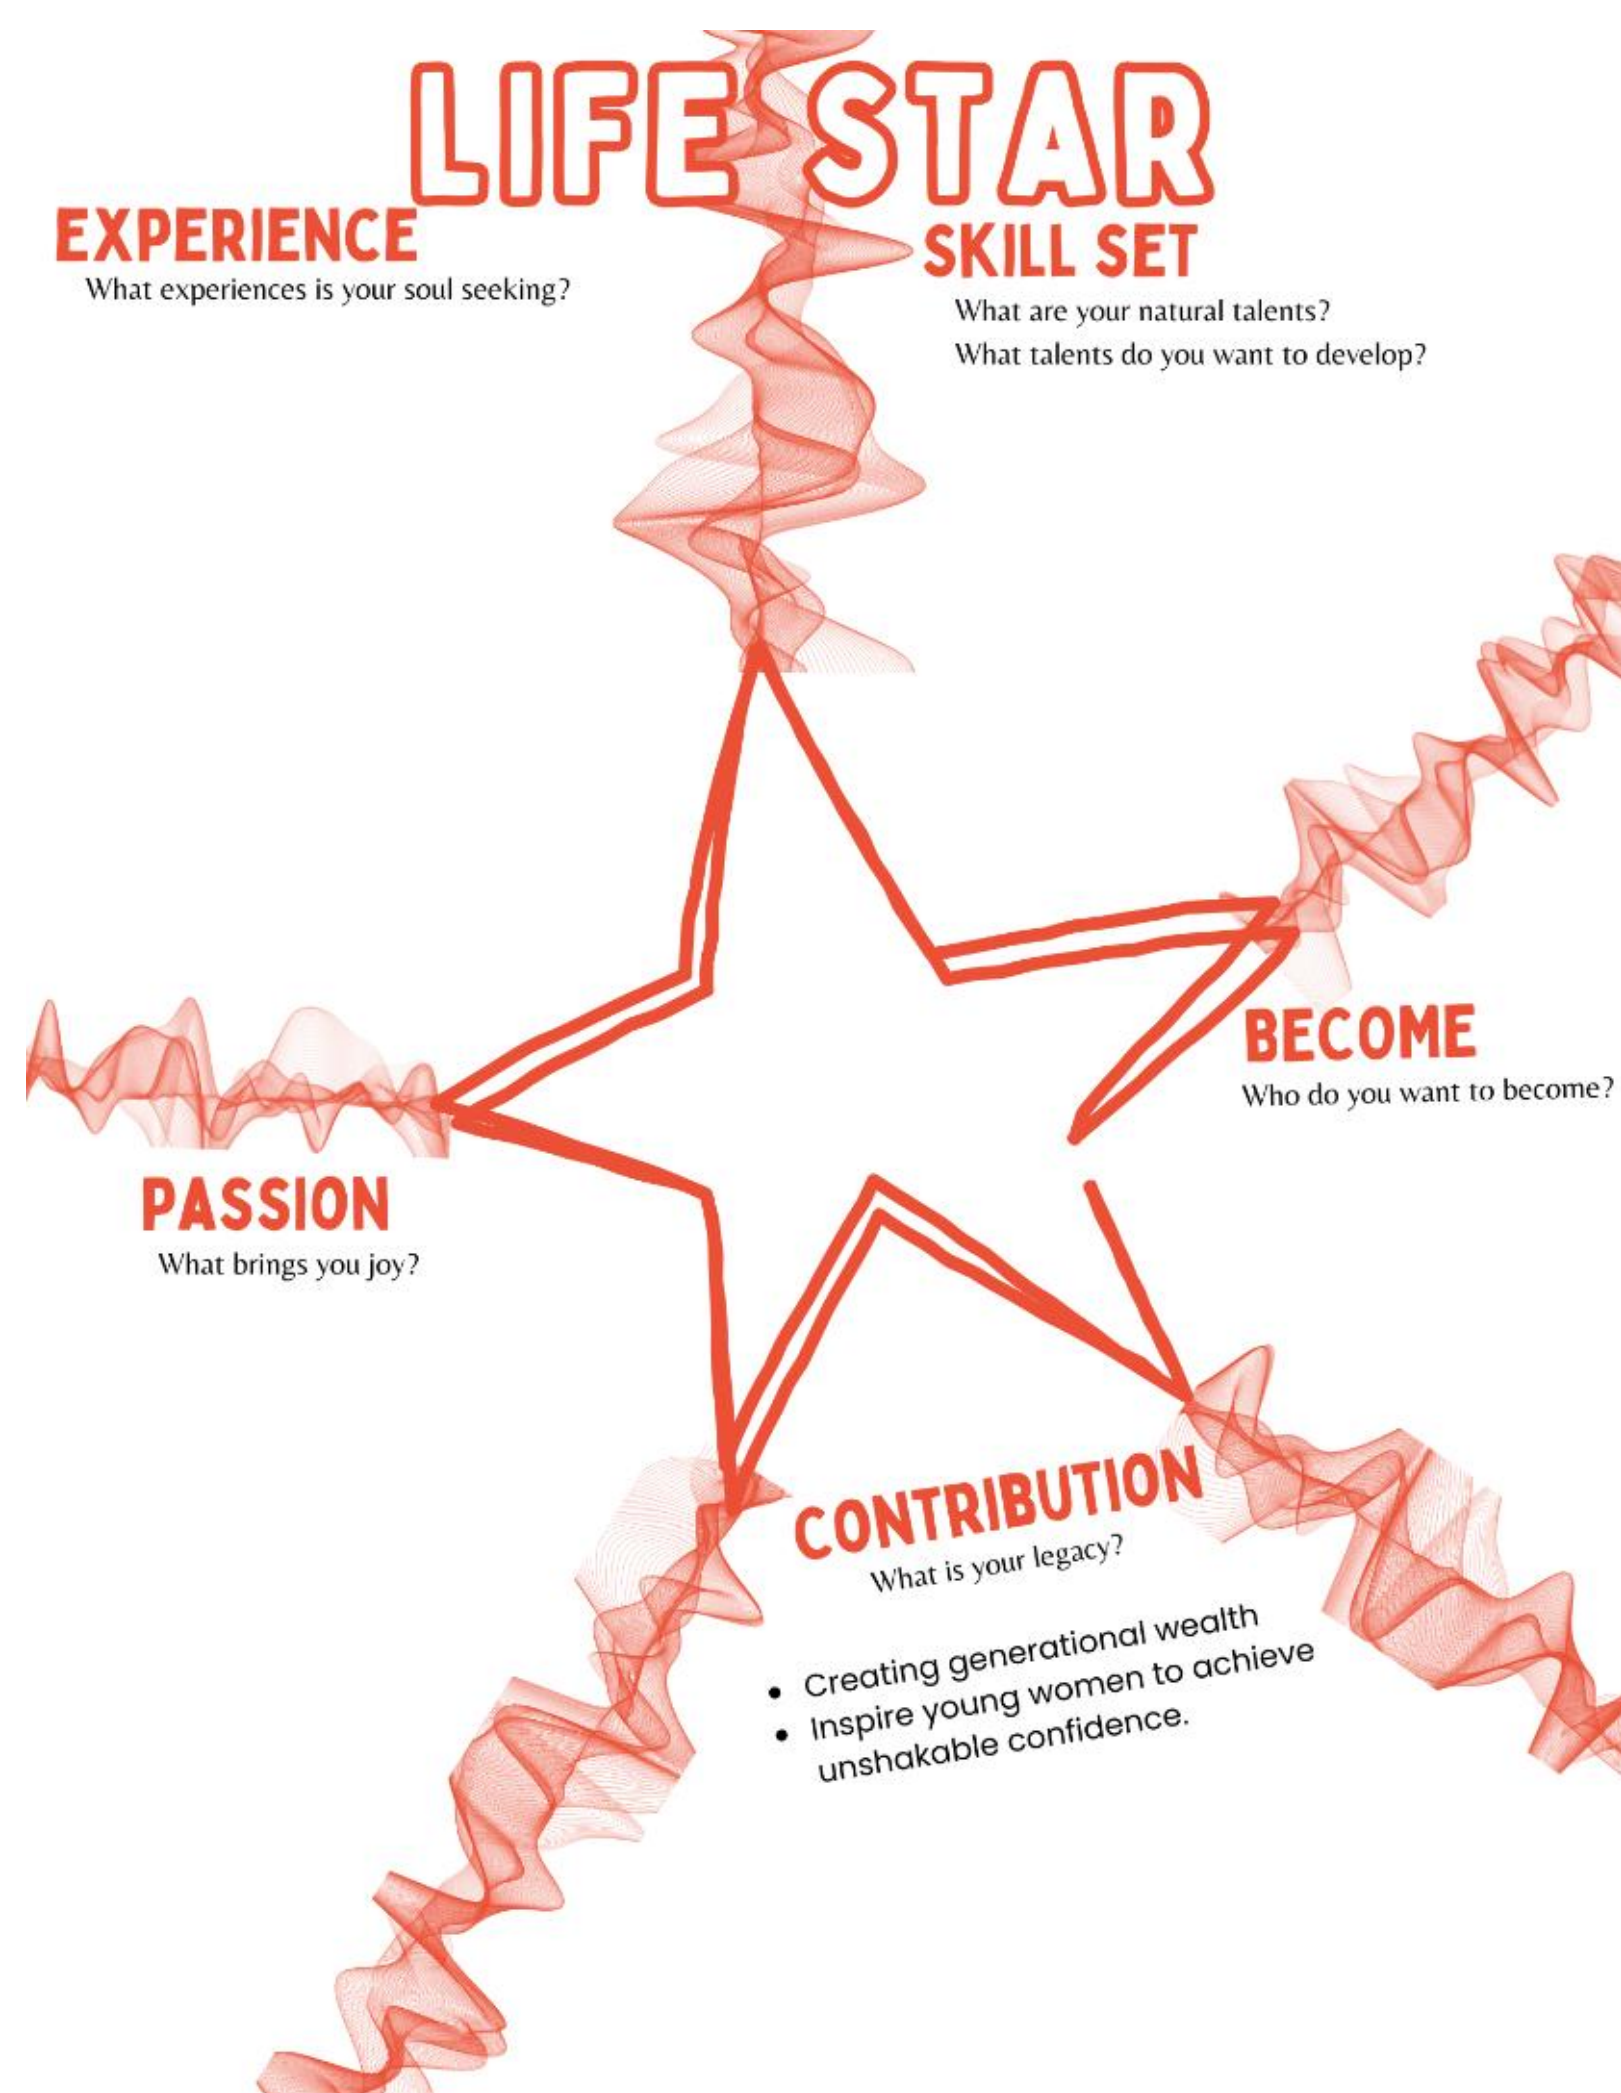 LIFE STAR
EXPERIENCE
What experiences is your soul seeking?
SKILL SET
What are your natural talents?
What talents do you want to develop?
BECOME
Who do you want to become?
PASSION
What brings you joy?
CONTRIBUTION
What is your legacy?
• Creating generational wealth
• Inspire young women to achieve
unshakable confidence.